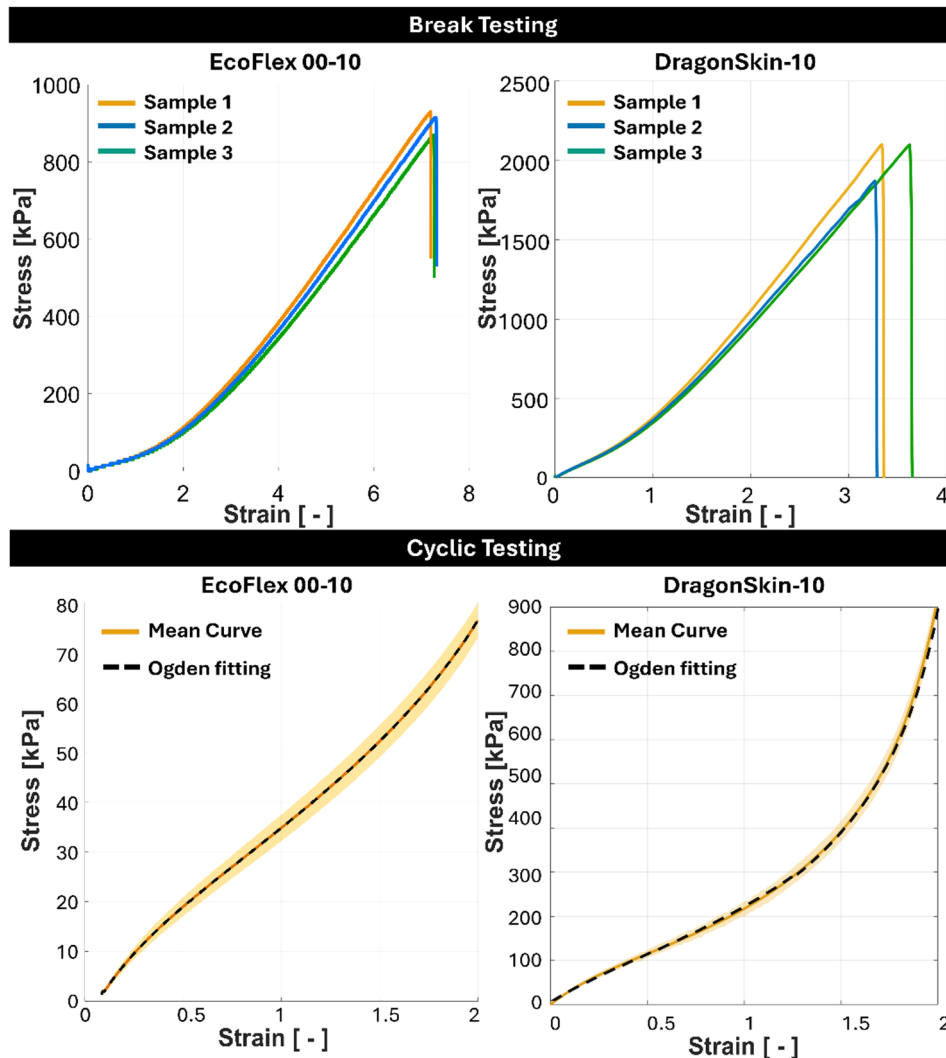 Break Testing
EcoFlex 00-10
DragonSkin-10
1000
800
600
400
200
0
Stress [kPa]
Sample 1
Sample 2
Sample 3
0
2
4
6
8
Strain [ - ]
2500
2000
1500
1000
500
0
Stress [kPa]
Sample 1
Sample 2
Sample 3
0
1
2
3
4
Strain [ - ]
Cyclic Testing
EcoFlex 00-10
DragonSkin-10
80
70
60
50
40
30
20
10
0
Stress [kPa]
Mean Curve
Ogden fitting
0
0.5
1
1.5
2
Strain [ - ]
900
800
700
600
500
400
300
200
100
0
Stress [kPa]
Mean Curve
Ogden fitting
0
0.5
1
1.5
2
Strain [ - ]